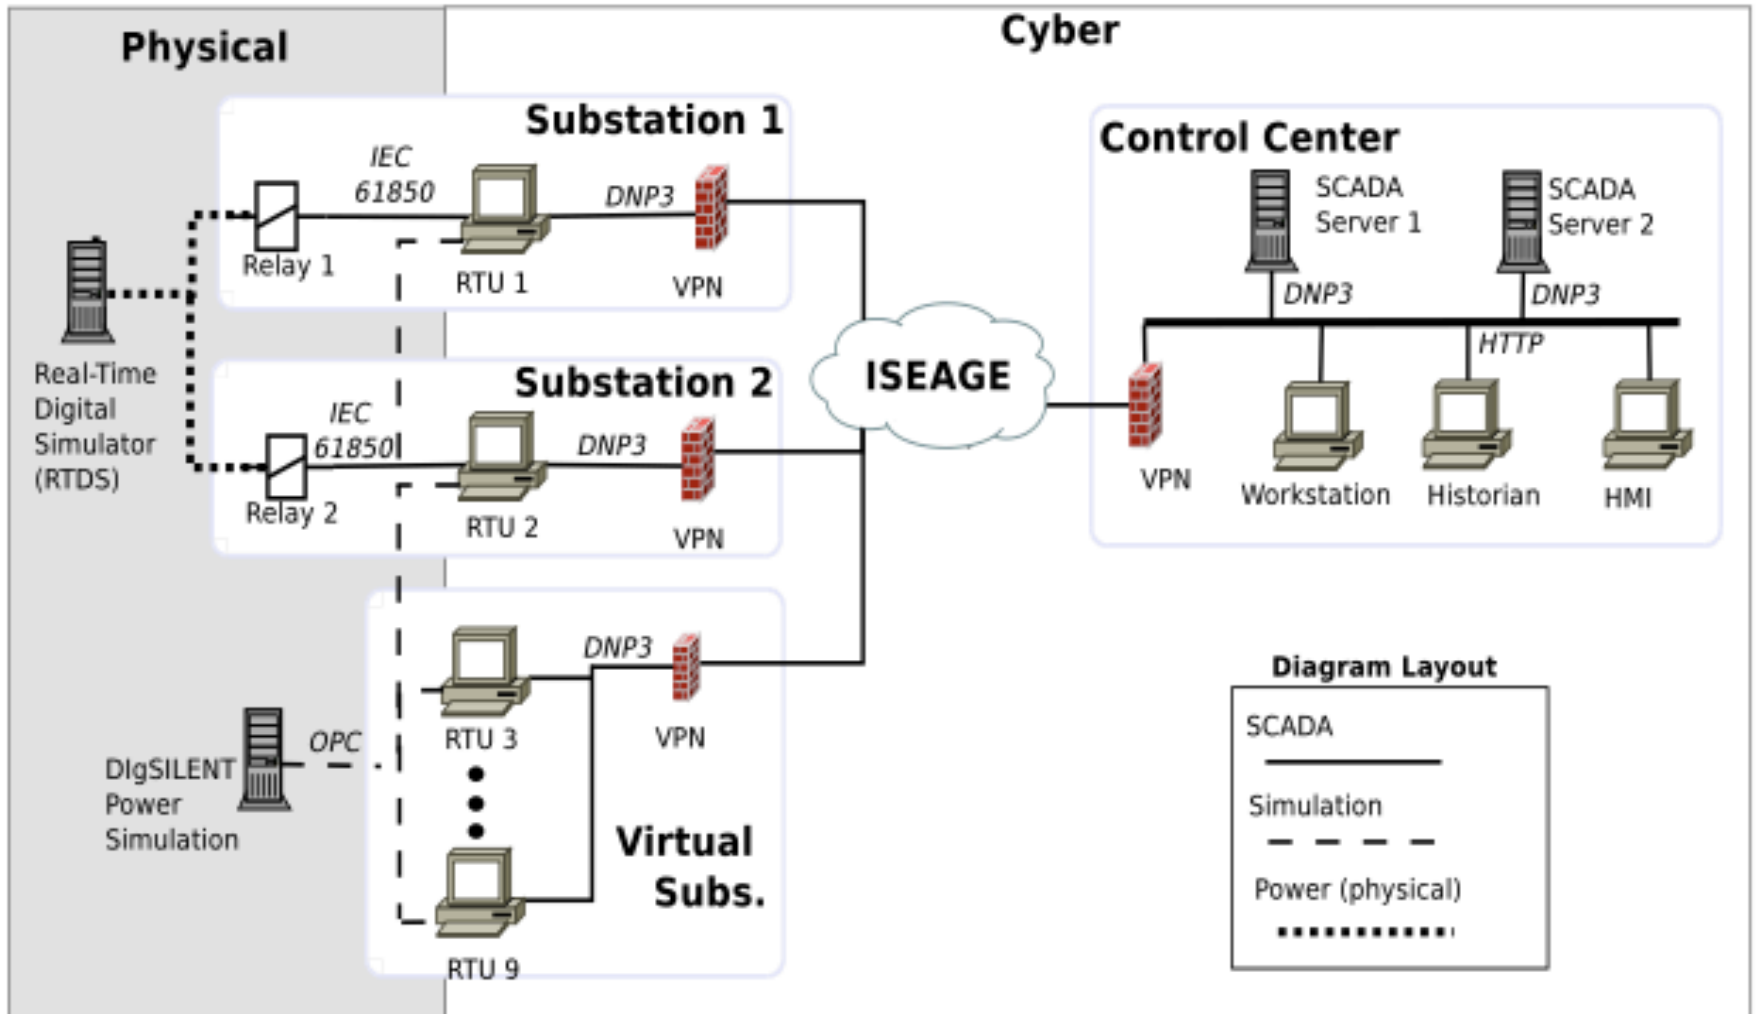 Physical
Cyber
Substation 1
IEC
61850
DNP3
Relay 1
RTU 1
VPN
Real-Time
Digital
Simulator
(RTDS)
Substation 2
IEC
61850
DNP3
Relay 2
RTU 2
VPN
ISEAGE
Control Center
SCADA
Server 1
SCADA
Server 2
DNP3
DNP3
HTTP
VPN
Workstation
Historian
HMI
DNP3
RTU 3
VPN
OPC
DIgSILENT
Power
Simulation
Virtual
Subs.
RTU 9
Diagram Layout
SCADA
Simulation
Power (physical)